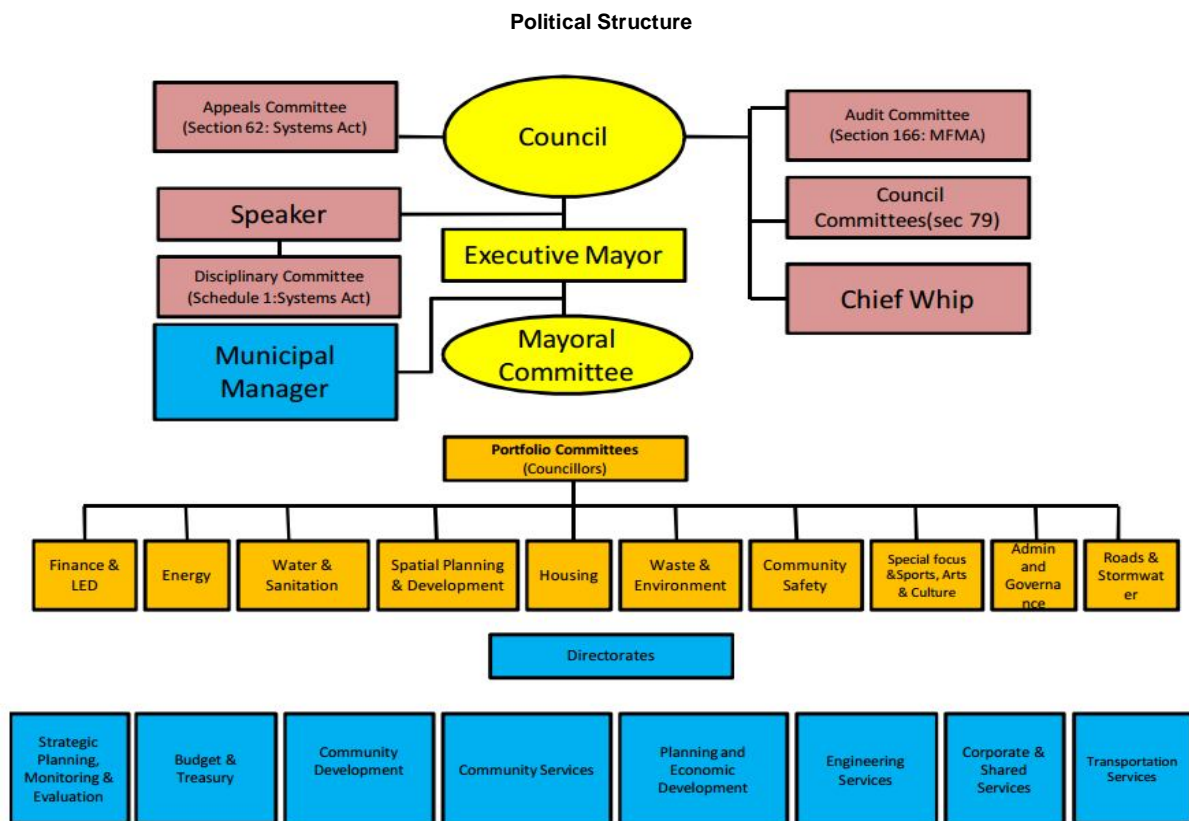 Political Structure
Appeals Committee
(Section 62: Systems Act)
Council
Audit Committee
(Section 166: MFMA)
Speaker
Council
Committees(sec 79)
Executive Mayor
Disciplinary Committee
(Schedule 1:Systems Act)
Chief Whip
Municipal
Manager
Mayoral
Committee
Portfolio Committees
(Councillors)
Finance &
LED
Energy
Water &
Sanitation
Spatial Planning
& Development
Housing
Waste &
Environment
Community
Safety
Special focus
&Sports, Arts
& Culture
Admin
and
Governa
nce
Roads &
Stormwat
er
Directorates
Strategic
Planning,
Monitoring &
Evaluation
Budget &
Treasury
Community
Development
Community Services
Planning and
Economic
Development
Engineering
Services
Corporate &
Shared
Services
Transportation
Services